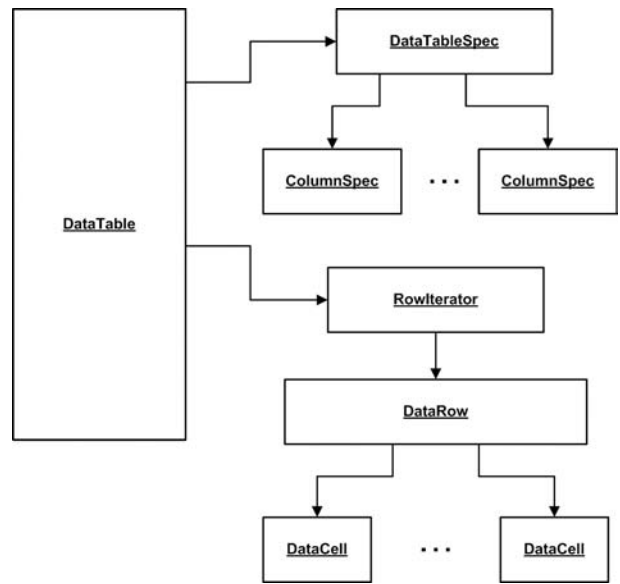 DataTableSpec
ColumnSpec ... ColumnSpec
DataTable
RowIterator
DataRow
DataCell ... DataCell